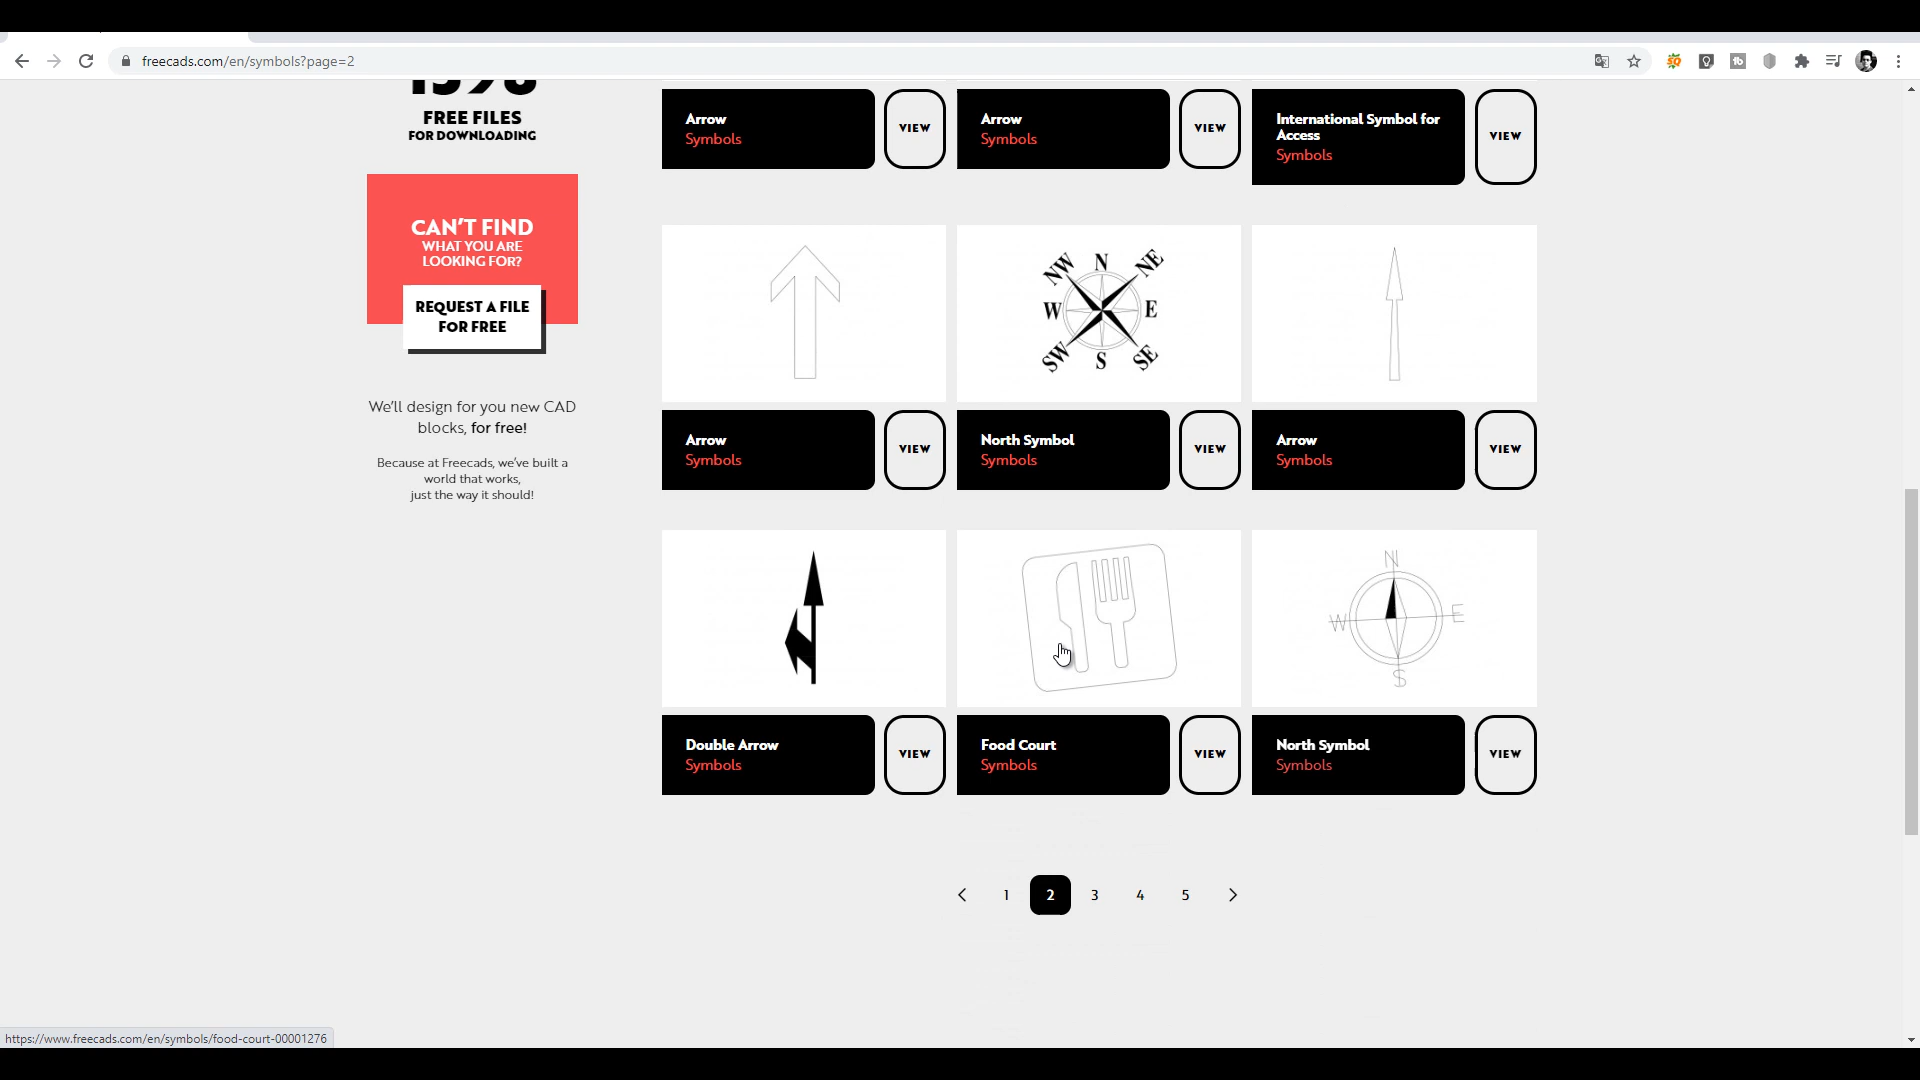 freecads.com/en/symbols?page=2
FREE FILES
FOR DOWNLOADING
CAN'T FIND
WHAT YOU ARE
LOOKING FOR?
REQUEST A FILE
FOR FREE
We'll design for you new CAD
blocks, for free!
Because at Freecads, we've built a
world that works,
just the way it should!
Arrow
Symbols
VIEW
Arrow
Symbols
VIEW
International Symbol for
Access
Symbols
VIEW
NW N NE
W E
SW S SE
Arrow
Symbols
VIEW
North Symbol
Symbols
VIEW
Arrow
Symbols
VIEW
N
W E
S
Double Arrow
Symbols
VIEW
Food Court
Symbols
VIEW
North Symbol
Symbols
VIEW
1 2 3 4 5
https://www.freecads.com/en/symbols/food-court-00001276